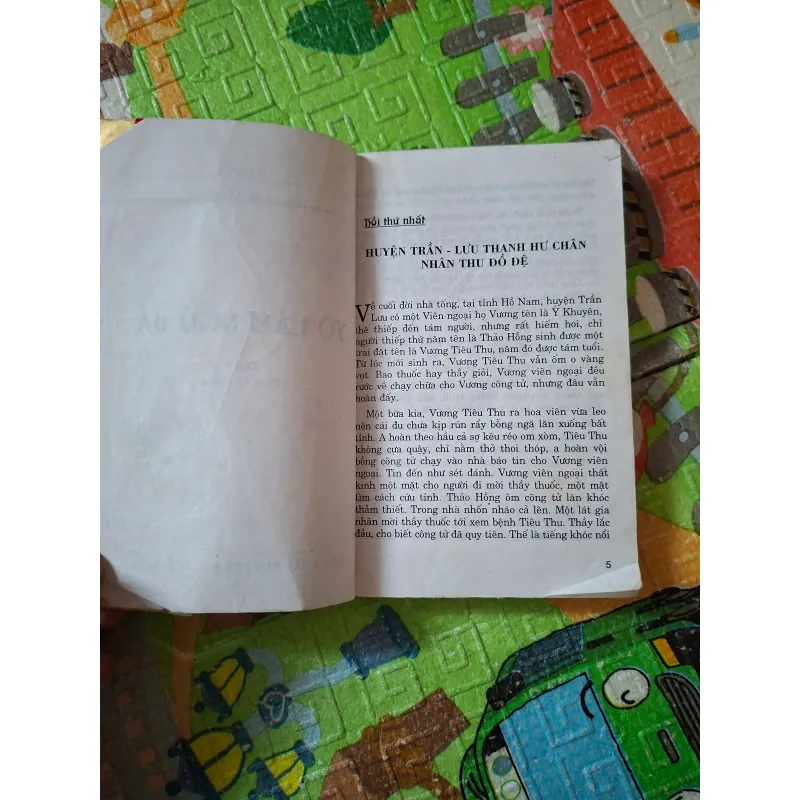 Hồi thứ nhất
HUYỆN TRẦN - LƯU THANH HƯ CHÂN
NHÂN THU ĐỒ ĐỆ
Về cuối đời nhà tống, tại tỉnh Hồ Nam, huyện Trần
Lưu có một Viên ngoại họ Vương tên là Ý Khuyên,
thê thiếp đến tám người, nhưng rất hiếm hoi, chỉ
người thiếp thứ năm tên là Thảo Hồng sinh được một
trai đặt tên là Vương Tiêu Thu, năm đó được tám tuổi.
Từ lúc mới sinh ra, Vương Tiêu Thu vẫn ốm o vàng
vọt. Bao thuốc hay thầy giỏi, Vương viên ngoại đều
rước về chạy chữa cho Vương công tử, nhưng đâu vẫn
hoàn đấy.
Một bữa kia, Vương Tiêu Thu ra hoa viên vừa leo
nên cái đu chưa kịp rún rẩy bỗng ngã lăn xuống bất
tỉnh. A hoàn theo hầu cả sợ kêu réo om xòm, Tiêu Thu
không cựa quậy, chỉ nằm thở thoi thóp, a hoàn vội
bồng công tử chạy vào nhà báo tin cho Vương viên
ngoại. Tin đến như sét đánh. Vương viên ngoại thất
kinh một mặt cho người đi mời thầy thuốc, một mặt
tìm cách cứu tỉnh. Thảo Hồng ôm công tử lăn khóc
thảm thiết. Trong nhà nhốn nháo cả lên. Một lát gia
nhân mời thầy thuốc tới xem bệnh Tiêu Thu. Thầy lắc
đầu, cho biết công tử đã quy tiên. Thế là tiếng khóc nổi
5